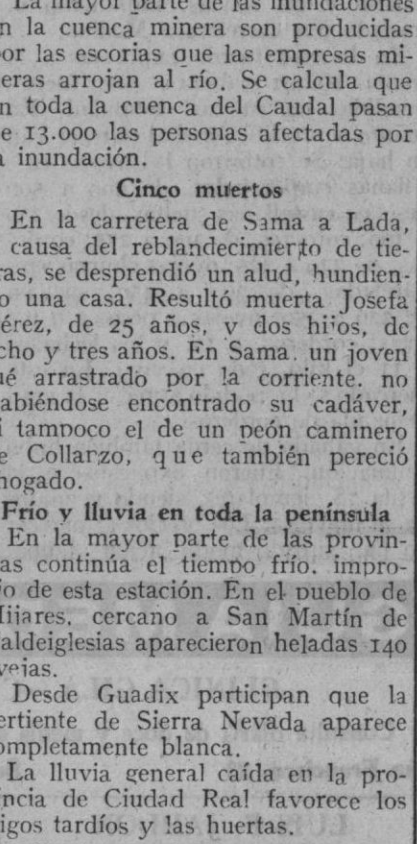 La mayor parte de las inundaciones
n la cuenca minera son producidas
or las escorias que las empresas mi-
eras arrojan al río. Se calcula que
n toda la cuenca del Caudal pasan
e 13.000 las personas afectadas por
a inundación.
Cinco muertos
En la carretera de Sama a Lada,
causa del reblandecimiento de tie-
ras, se desprendió un alud, hundien-
o una casa. Resultó muerta Josefa
érez, de 25 años, y dos hijos, de
cho y tres años. En Sama. un joven
ué arrastrado por la corriente. no
abiéndose encontrado su cadáver,
i tampoco el de un peón caminero
e Collanzo, que también pereció
hogado.
Frío y lluvia en toda la península
En la mayor parte de las provin-
as continúa el tiempo frío. impro-
io de esta estación. En el pueblo de
Hijares, cercano a San Martín de
aldeiglesias aparecieron heladas 140
vejas.
Desde Guadix participan que la
ertiente de Sierra Nevada aparece
ompletamente blanca.
La lluvia general caída en la pro-
incia de Ciudad Real favorece los
igos tardíos y las huertas.